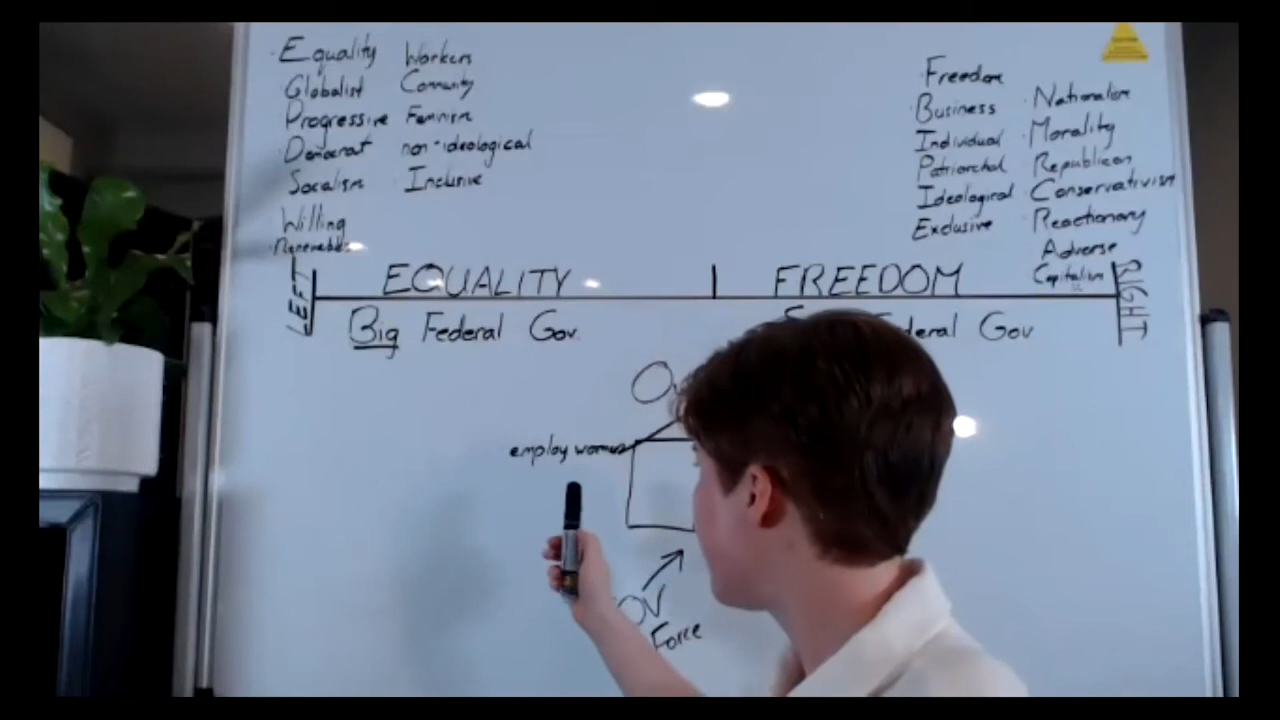 Equality Workers
Globalist Community
Progressive Feminism
Democrat non-ideological
Socialism Inclusive
Willing
Renewable
Freedom
Business Nationalism
Individual Morality
Patriarchal Republican
Ideological Conservativism
Exclusive Reactionary
Adverse
Capitalism
LEFT EQUALITY FREEDOM RIGHT
Big Federal Gov. Gov
employ women
Force